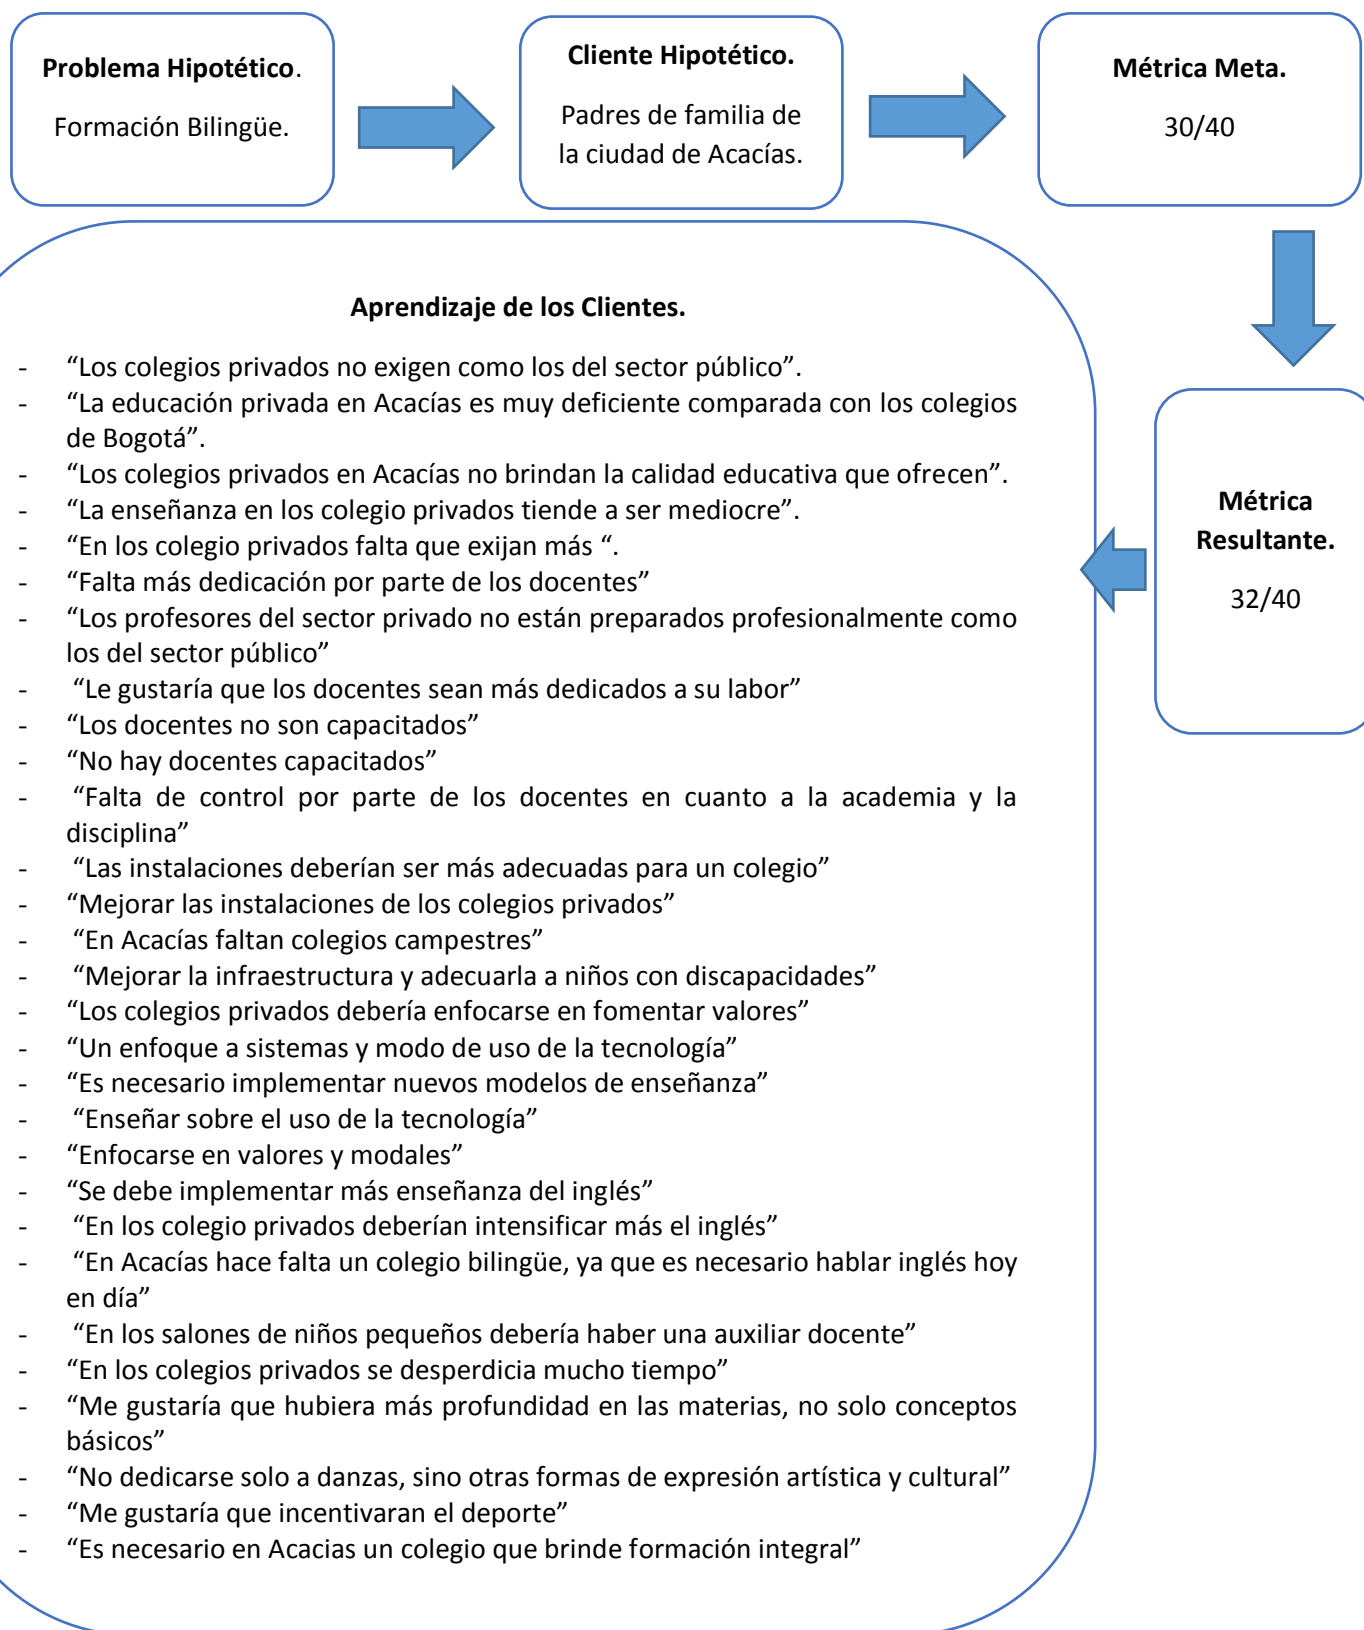 Problema Hipotético.
Formación Bilingüe.
Cliente Hipotético.
Padres de familia de
la ciudad de Acacías.
Métrica Meta.
30/40
Métrica
Resultante.
32/40
Aprendizaje de los Clientes.
- “Los colegios privados no exigen como los del sector público”.
- “La educación privada en Acacías es muy deficiente comparada con los colegios
de Bogotá”.
- “Los colegios privados en Acacías no brindan la calidad educativa que ofrecen”.
- “La enseñanza en los colegio privados tiende a ser mediocre”.
- “En los colegio privados falta que exijan más “.
- “Falta más dedicación por parte de los docentes”
- “Los profesores del sector privado no están preparados profesionalmente como
los del sector público”
- “Le gustaría que los docentes sean más dedicados a su labor”
- “Los docentes no son capacitados”
- “No hay docentes capacitados”
- “Falta de control por parte de los docentes en cuanto a la academia y la
disciplina”
- “Las instalaciones deberían ser más adecuadas para un colegio”
- “Mejorar las instalaciones de los colegios privados”
- “En Acacías faltan colegios campestres”
- “Mejorar la infraestructura y adecuarla a niños con discapacidades”
- “Los colegios privados debería enfocarse en fomentar valores”
- “Un enfoque a sistemas y modo de uso de la tecnología”
- “Es necesario implementar nuevos modelos de enseñanza”
- “Enseñar sobre el uso de la tecnología”
- “Enfocarse en valores y modales”
- “Se debe implementar más enseñanza del inglés”
- “En los colegio privados deberían intensificar más el inglés”
- “En Acacías hace falta un colegio bilingüe, ya que es necesario hablar inglés hoy
en día”
- “En los salones de niños pequeños debería haber una auxiliar docente”
- “En los colegios privados se desperdicia mucho tiempo”
- “Me gustaría que hubiera más profundidad en las materias, no solo conceptos
básicos”
- “No dedicarse solo a danzas, sino otras formas de expresión artística y cultural”
- “Me gustaría que incentivaran el deporte”
- “Es necesario en Acacias un colegio que brinde formación integral”